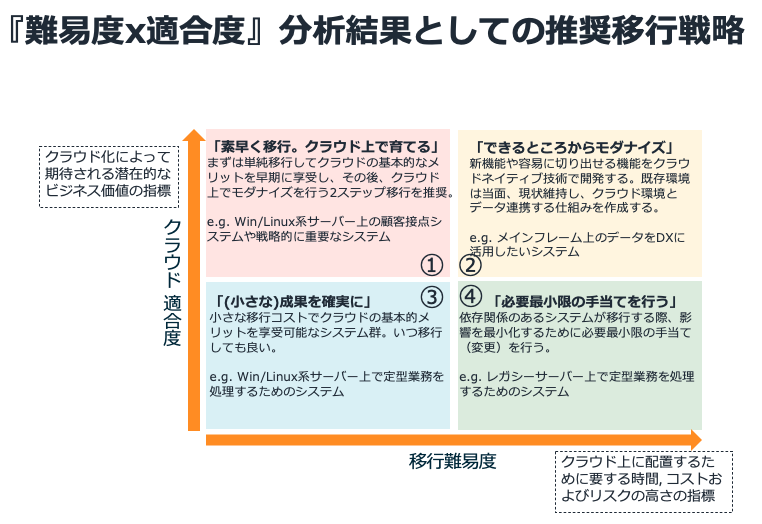 『難易度x適合度』分析結果としての推奨移行戦略
クラウド化によって
期待される潜在的な
ビジネス価値の指標
クラウド 適合度
「素早く移行。クラウド上で育てる」
まずは単純移行してクラウドの基本的なメ
リットを早期に享受し、その後、クラウド
上でモダナイズを行う2ステップ移行を推奨。
e.g. Win/Linux系サーバー上の顧客接点シ
ステムや戦略的に重要なシステム
①
「できるところからモダナイズ」
新機能や容易に切り出せる機能をクラウ
ドネイティブ技術で開発する。既存環境
は当面、現状維持し、クラウド環境と
データ連携する仕組みを作成する。
e.g. メインフレーム上のデータをDXに
活用したいシステム
②
③
「(小さな)成果を確実に」
小さな移行コストでクラウドの基本的メ
リットを享受可能なシステム群。いつ移行
しても良い。
e.g. Win/Linux系サーバー上で定型業務を
処理するためのシステム
④
「必要最小限の手当てを行う」
依存関係のあるシステムが移行する際、影
響を最小化するために必要最小限の手当て
（変更）を行う。
e.g. レガシーサーバー上で定型業務を処理
するためのシステム
移行難易度
クラウド上に配置するた
めに要する時間, コストお
よびリスクの高さの指標